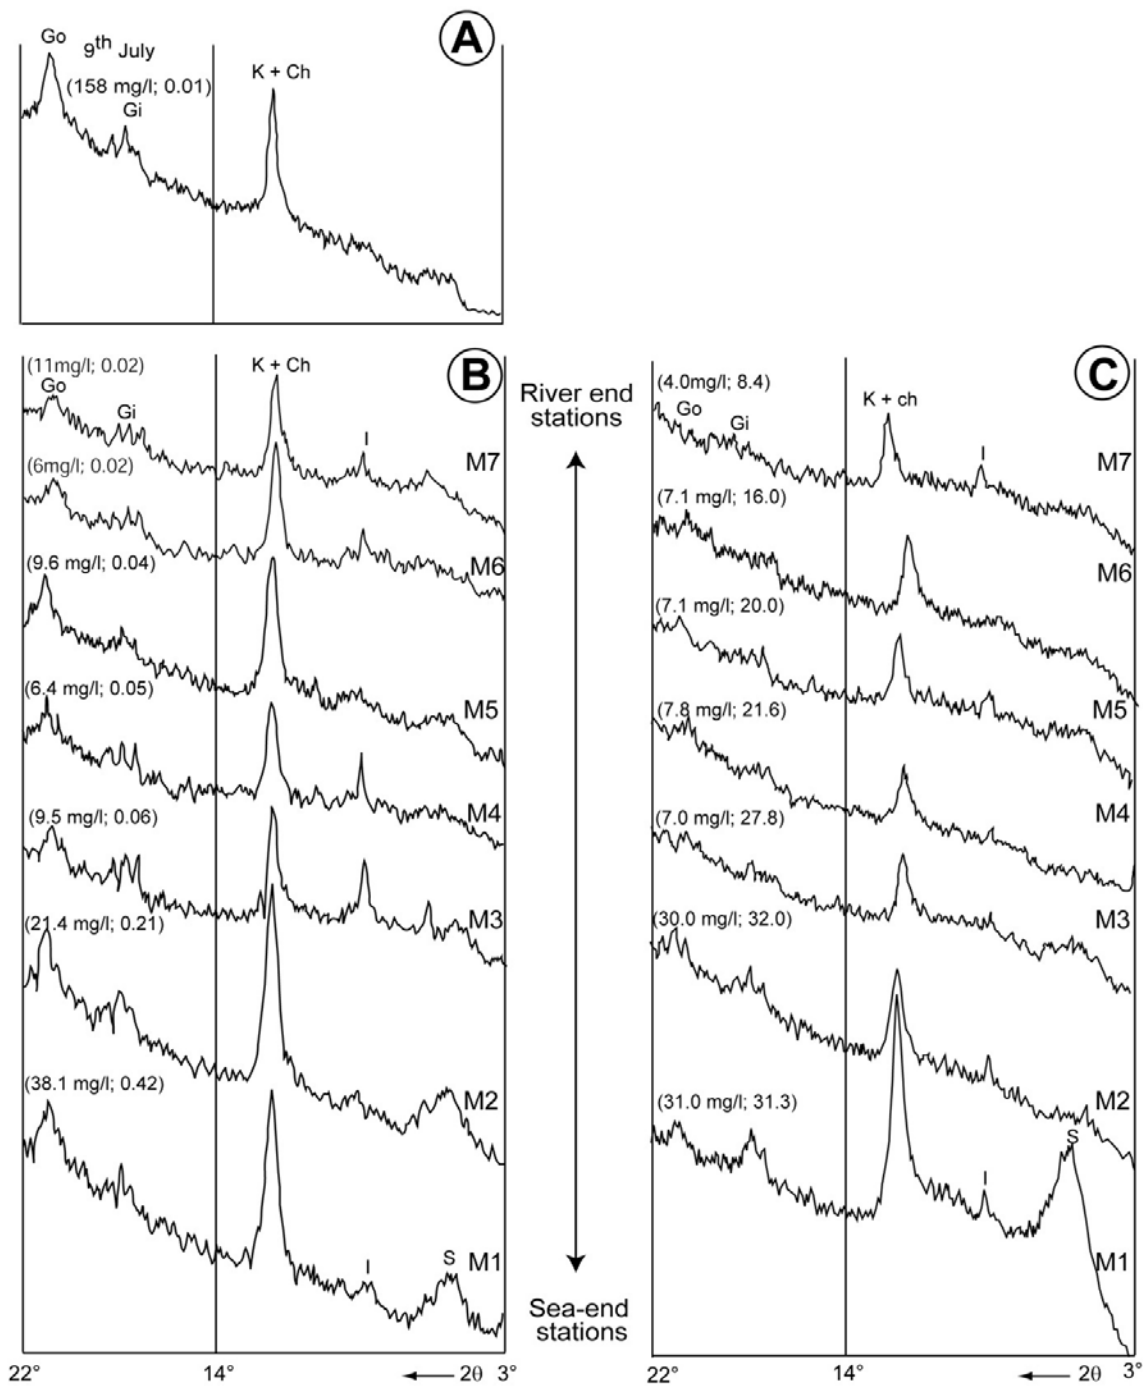 A
Go
9th July
(158 mg/l; 0.01)
Gi
K + Ch
B
(11mg/l; 0.02)
Go
Gi
K + Ch
I
M7
(6mg/l; 0.02)
M6
(9.6 mg/l; 0.04)
M5
(6.4 mg/l; 0.05)
M4
(9.5 mg/l; 0.06)
M3
(21.4 mg/l; 0.21)
M2
(38.1 mg/l; 0.42)
I
S
M1
22°
14°
2θ
3°
River end
stations
Sea-end
stations
C
(4.0mg/l; 8.4)
Go
Gi
K + ch
I
M7
(7.1 mg/l; 16.0)
M6
(7.1 mg/l; 20.0)
M5
(7.8 mg/l; 21.6)
M4
(7.0 mg/l; 27.8)
M3
(30.0 mg/l; 32.0)
M2
(31.0 mg/l; 31.3)
I
S
M1
22°
14°
2θ
3°